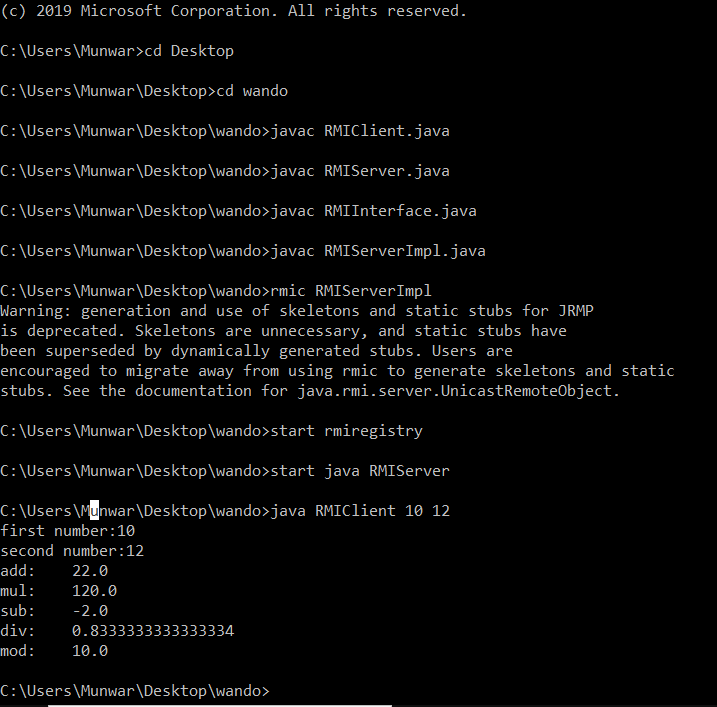 (c) 2019 Microsoft Corporation. All rights reserved.
C:\Users\Munwar>cd Desktop
C:\Users\Munwar\Desktop>cd wando
C:\Users\Munwar\Desktop\wando>javac RMIClient.java
C:\Users\Munwar\Desktop\wando>javac RMIServer.java
C:\Users\Munwar\Desktop\wando>javac RMIInterface.java
C:\Users\Munwar\Desktop\wando>javac RMIServerImpl.java
C:\Users\Munwar\Desktop\wando>rmic RMIServerImpl
Warning: generation and use of skeletons and static stubs for JRMP
is deprecated. Skeletons are unnecessary, and static stubs have
been superseded by dynamically generated stubs. Users are
encouraged to migrate away from using rmic to generate skeletons and static
stubs. See the documentation for java.rmi.server.UnicastRemoteObject.
C:\Users\Munwar\Desktop\wando>start rmiregistry
C:\Users\Munwar\Desktop\wando>start java RMIServer
C:\Users\Munwar\Desktop\wando>java RMIClient 10 12
first number:10
second number:12
add:    22.0
mul:    120.0
sub:    -2.0
div:    0.8333333333333334
mod:    10.0
C:\Users\Munwar\Desktop\wando>